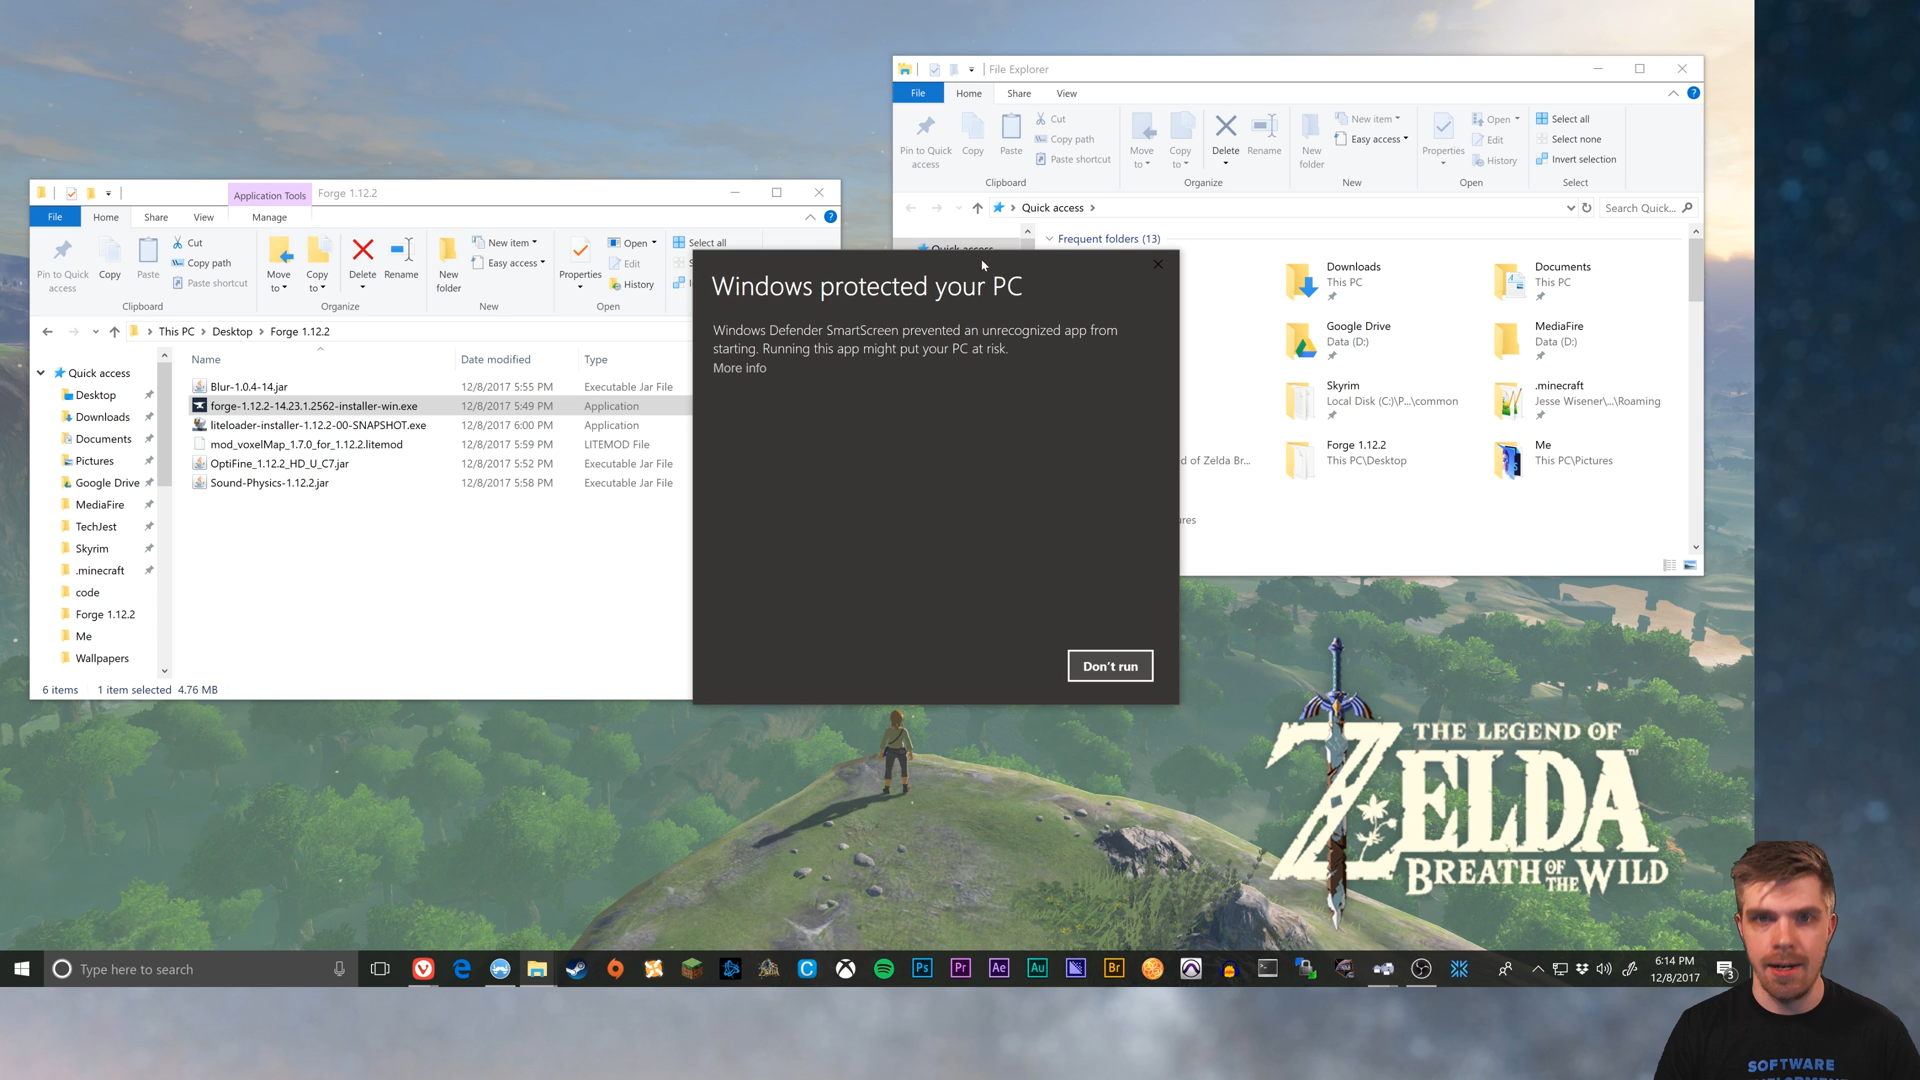 File Explorer
File
Home
Share
View
Pin to Quick access
Copy
Paste
Cut
Copy path
Paste shortcut
Move to
Copy to
Delete
Rename
New folder
New item
Easy access
Properties
Open
Edit
History
Select all
Select none
Invert selection
Clipboard
Organize
New
Open
Select
Quick access
Search Quick...
Quick access
Frequent folders (13)
Downloads
This PC
Documents
This PC
Google Drive
Data (D:)
MediaFire
Data (D:)
Skyrim
Local Disk (C:)\P...\common
.minecraft
Jesse Wisener\...\Roaming
d of Zelda Br...
Forge 1.12.2
This PC\Desktop
Me
This PC\Pictures
ures
Application Tools
Forge 1.12.2
File
Home
Share
View
Manage
Pin to Quick access
Copy
Paste
Cut
Copy path
Paste shortcut
Move to
Copy to
Delete
Rename
New folder
New item
Easy access
Properties
Open
Edit
History
Select all
Clipboard
Organize
New
Open
This PC
Desktop
Forge 1.12.2
Quick access
Desktop
Downloads
Documents
Pictures
Google Drive
MediaFire
TechJest
Skyrim
.minecraft
code
Forge 1.12.2
Me
Wallpapers
Name Date modified Type
Blur-1.0.4-14.jar 12/8/2017 5:55 PM Executable Jar File
forge-1.12.2-14.23.1.2562-installer-win.exe 12/8/2017 5:49 PM Application
liteloader-installer-1.12.2-00-SNAPSHOT.exe 12/8/2017 6:00 PM Application
mod_voxelMap_1.7.0_for_1.12.2.litemod 12/8/2017 5:59 PM LITEMOD File
OptiFine_1.12.2_HD_U_C7.jar 12/8/2017 5:52 PM Executable Jar File
Sound-Physics-1.12.2.jar 12/8/2017 5:58 PM Executable Jar File
6 items 1 item selected 4.76 MB
Windows protected your PC
Windows Defender SmartScreen prevented an unrecognized app from
starting. Running this app might put your PC at risk.
More info
Don't run
THE LEGEND OF
ZELDA
BREATH OF THE WILD
Type here to search
Ps
Pr
Ae
Au
Br
6:14 PM
12/8/2017
3
SOFTWARE